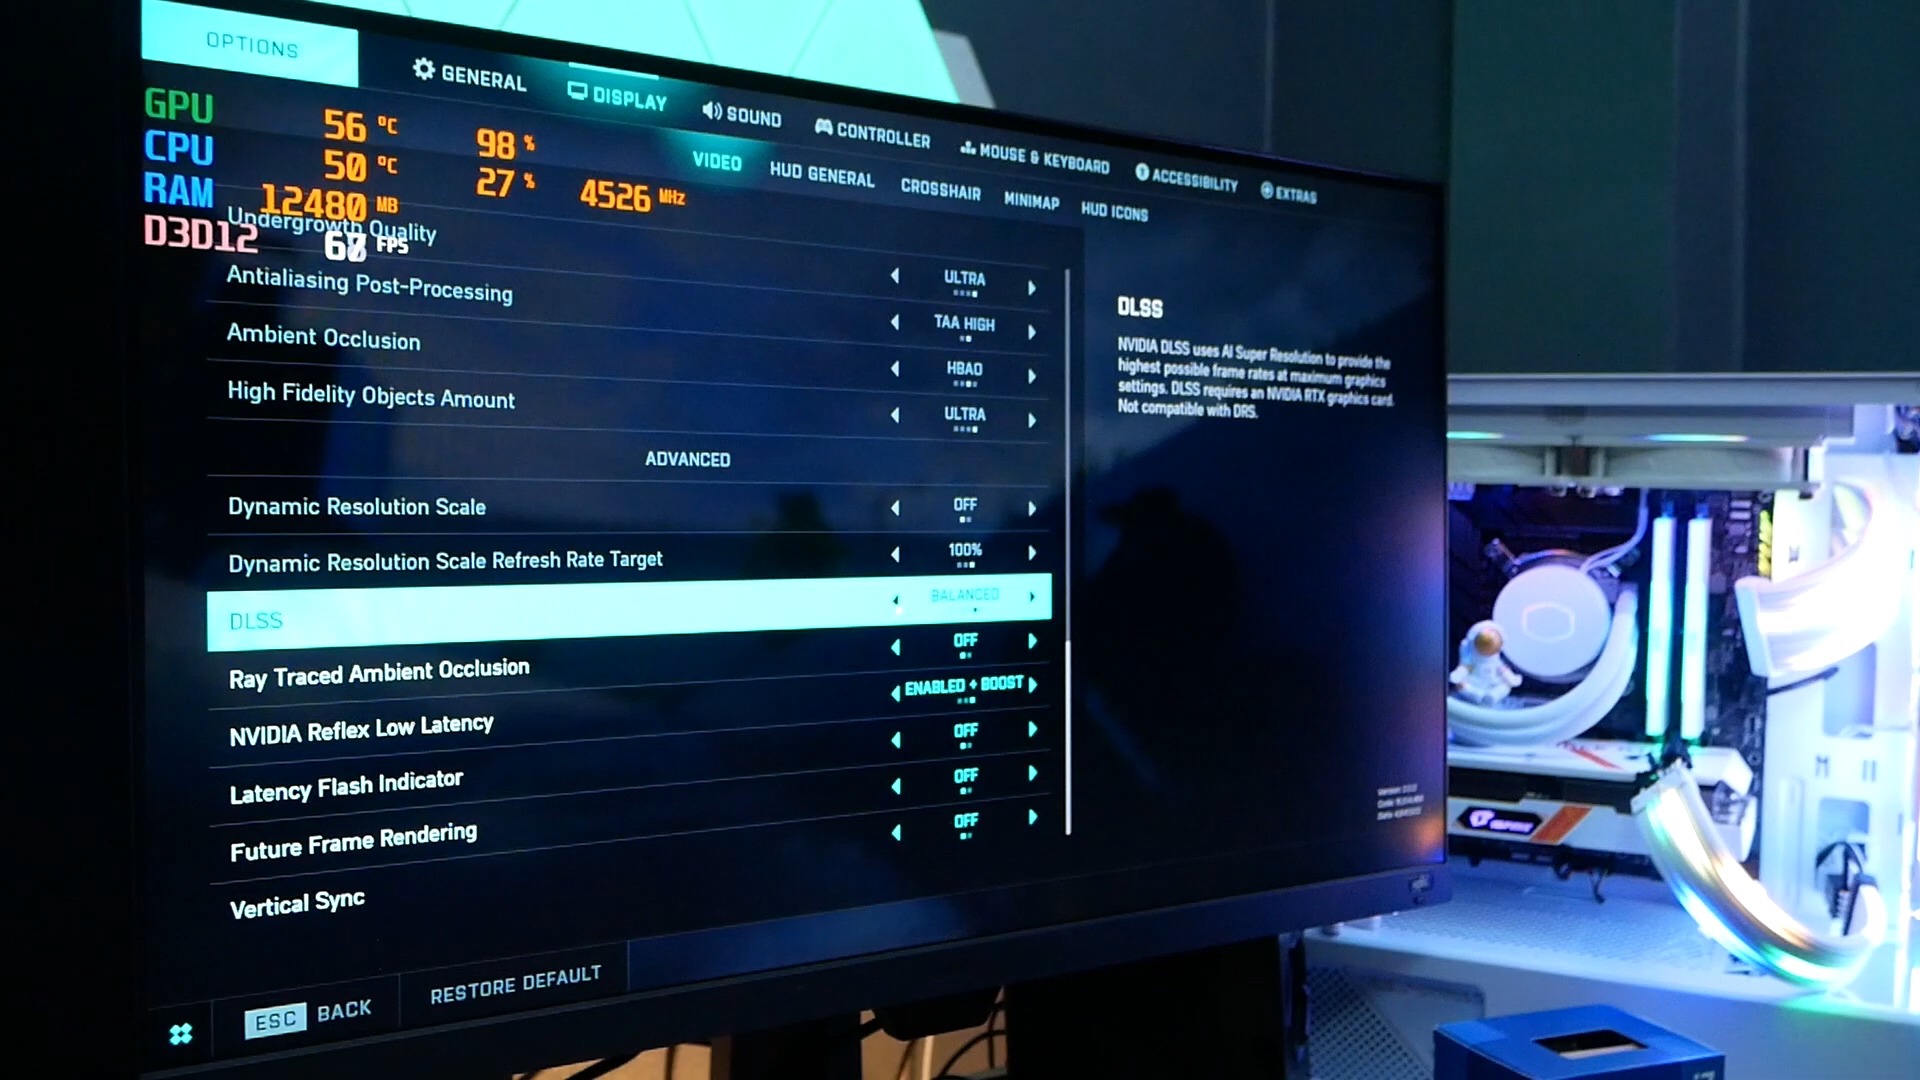 OPTIONS
GENERAL
DISPLAY
SOUND
CONTROLLER
MOUSE & KEYBOARD
ACCESSIBILITY
EXTRAS
VIDEO
HUD GENERAL
CROSSHAIR
MINIMAP
HUD ICONS
GPU 56 °C 98 %
CPU 50 °C 27 % 4526 MHz
RAM 12480 MB
D3D12 FPS
Undergrowth Quality ULTRA
Antialiasing Post-Processing TAA HIGH
Ambient Occlusion HBAO
High Fidelity Objects Amount ULTRA
ADVANCED
Dynamic Resolution Scale OFF
Dynamic Resolution Scale Refresh Rate Target 100%
DLSS BALANCED
Ray Traced Ambient Occlusion OFF
NVIDIA Reflex Low Latency ENABLED + BOOST
Latency Flash Indicator OFF
Future Frame Rendering OFF
Vertical Sync OFF
DLSS
NVIDIA DLSS uses AI Super Resolution to provide the
highest possible frame rates at maximum graphics
settings. DLSS requires an NVIDIA RTX graphics card.
Not compatible with DRS.
ESC BACK
RESTORE DEFAULT